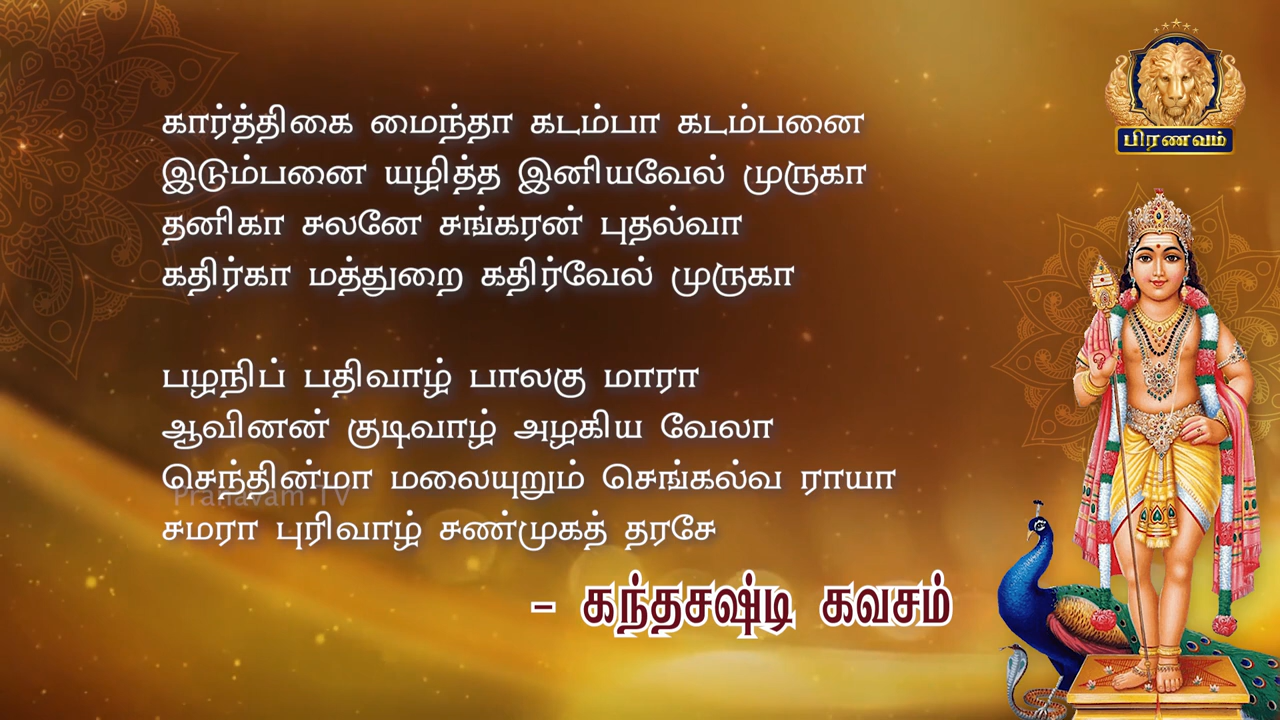 பிரணவம்
கார்த்திகை மைந்தா கடம்பா கடம்பனை
இடும்பனை யழித்த இனியவேல் முருகா
தனிகா சலனே சங்கரன் புதல்வா
கதிர்கா மத்துறை கதிர்வேல் முருகா
பழநிப் பதிவாழ் பாலகு மாரா
ஆவினன் குடிவாழ் அழகிய வேலா
செந்தின்மா மலையுறும் செங்கல்வ ராயா
Pranavam TV
சமரா புரிவாழ் சண்முகத் தரசே
- கந்தசஷ்டி கவசம்